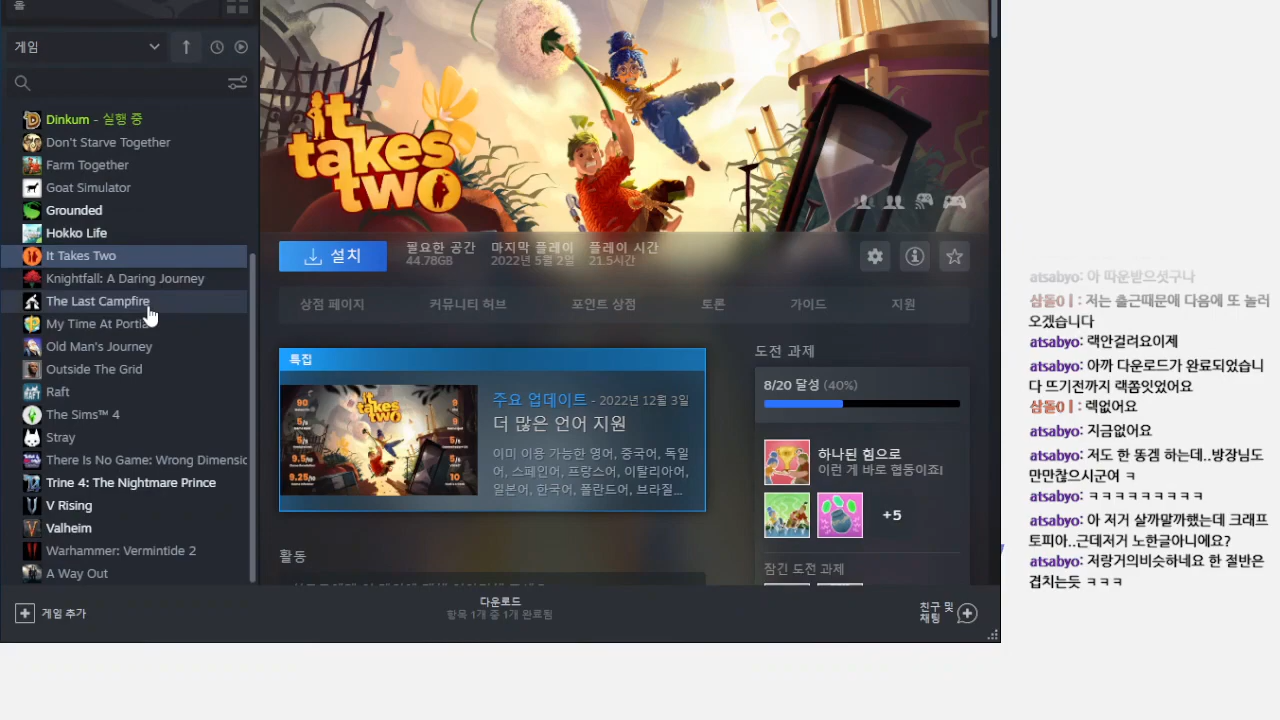 홈
게임
Dinkum - 실행 중
Don't Starve Together
Farm Together
Goat Simulator
Grounded
Hokko Life
It Takes Two
Knightfall: A Daring Journey
The Last Campfire
My Time At Portia
Old Man's Journey
Outside The Grid
Raft
The Sims™ 4
Stray
There Is No Game: Wrong Dimensic
Trine 4: The Nightmare Prince
V Rising
Valheim
Warhammer: Vermintide 2
A Way Out
게임 추가
it takes two
설치
필요한 공간
44.78GB
마지막 플레이
2022년 5월 2일
플레이 시간
21.5시간
상점 페이지
커뮤니티 허브
포인트 상점
토론
가이드
지원
특집
주요 업데이트 - 2022년 12월 3일
더 많은 언어 지원
이미 이용 가능한 영어, 중국어, 독일
어, 스페인어, 프랑스어, 이탈리아어,
일본어, 한국어, 폴란드어, 브라질...
활동
도전 과제
8/20 달성 (40%)
하나된 힘으로
이런 게 바로 협동이죠!
+5
잠긴 도전 과제
다운로드
항목 1개 중 1개 완료됨
친구 및
채팅
atsabyo: 아 따운받으셧구나
삼돌0ㅣ: 저는 출근때문에 다음에 또 놀러
오겠습니다
atsabyo: 랙안걸려요이제
atsabyo: 아까 다운로드가 완료되었습니
다 뜨기전까지 랙쫌잇었어요
삼돌0ㅣ: 렉없어요
atsabyo: 지금없어요
atsabyo: 저도 한 똥겜 하는데..방장님도
만만찮으시군여 ㅋ
atsabyo: ㅋㅋㅋㅋㅋㅋㅋㅋㅋ
atsabyo: 아 저거 살까말까했는데 크래프
토피아..근데저거 노한글아니에요?
atsabyo: 저랑거의비슷하네요 한 절반은
겹치는듯 ㅋㅋㅋ